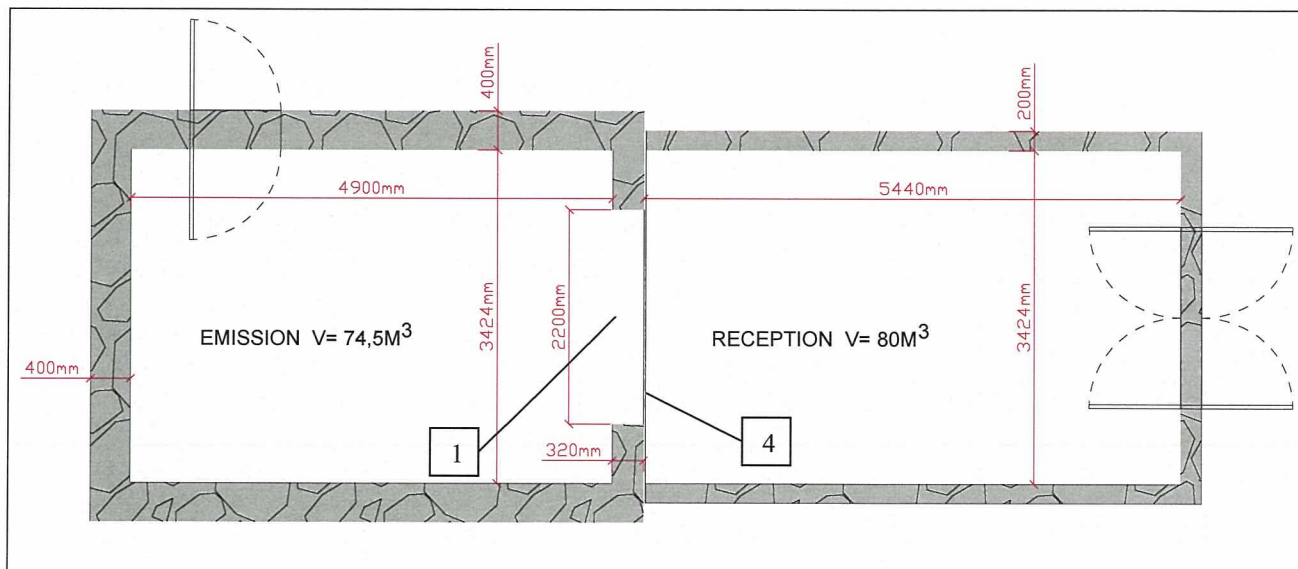 400mm
200mm
4900mm
5440mm
2200mm
3424mm
3424mm
EMISSION V= 74,5M³
RECEPTION V= 80M³
400mm
320mm
1
4